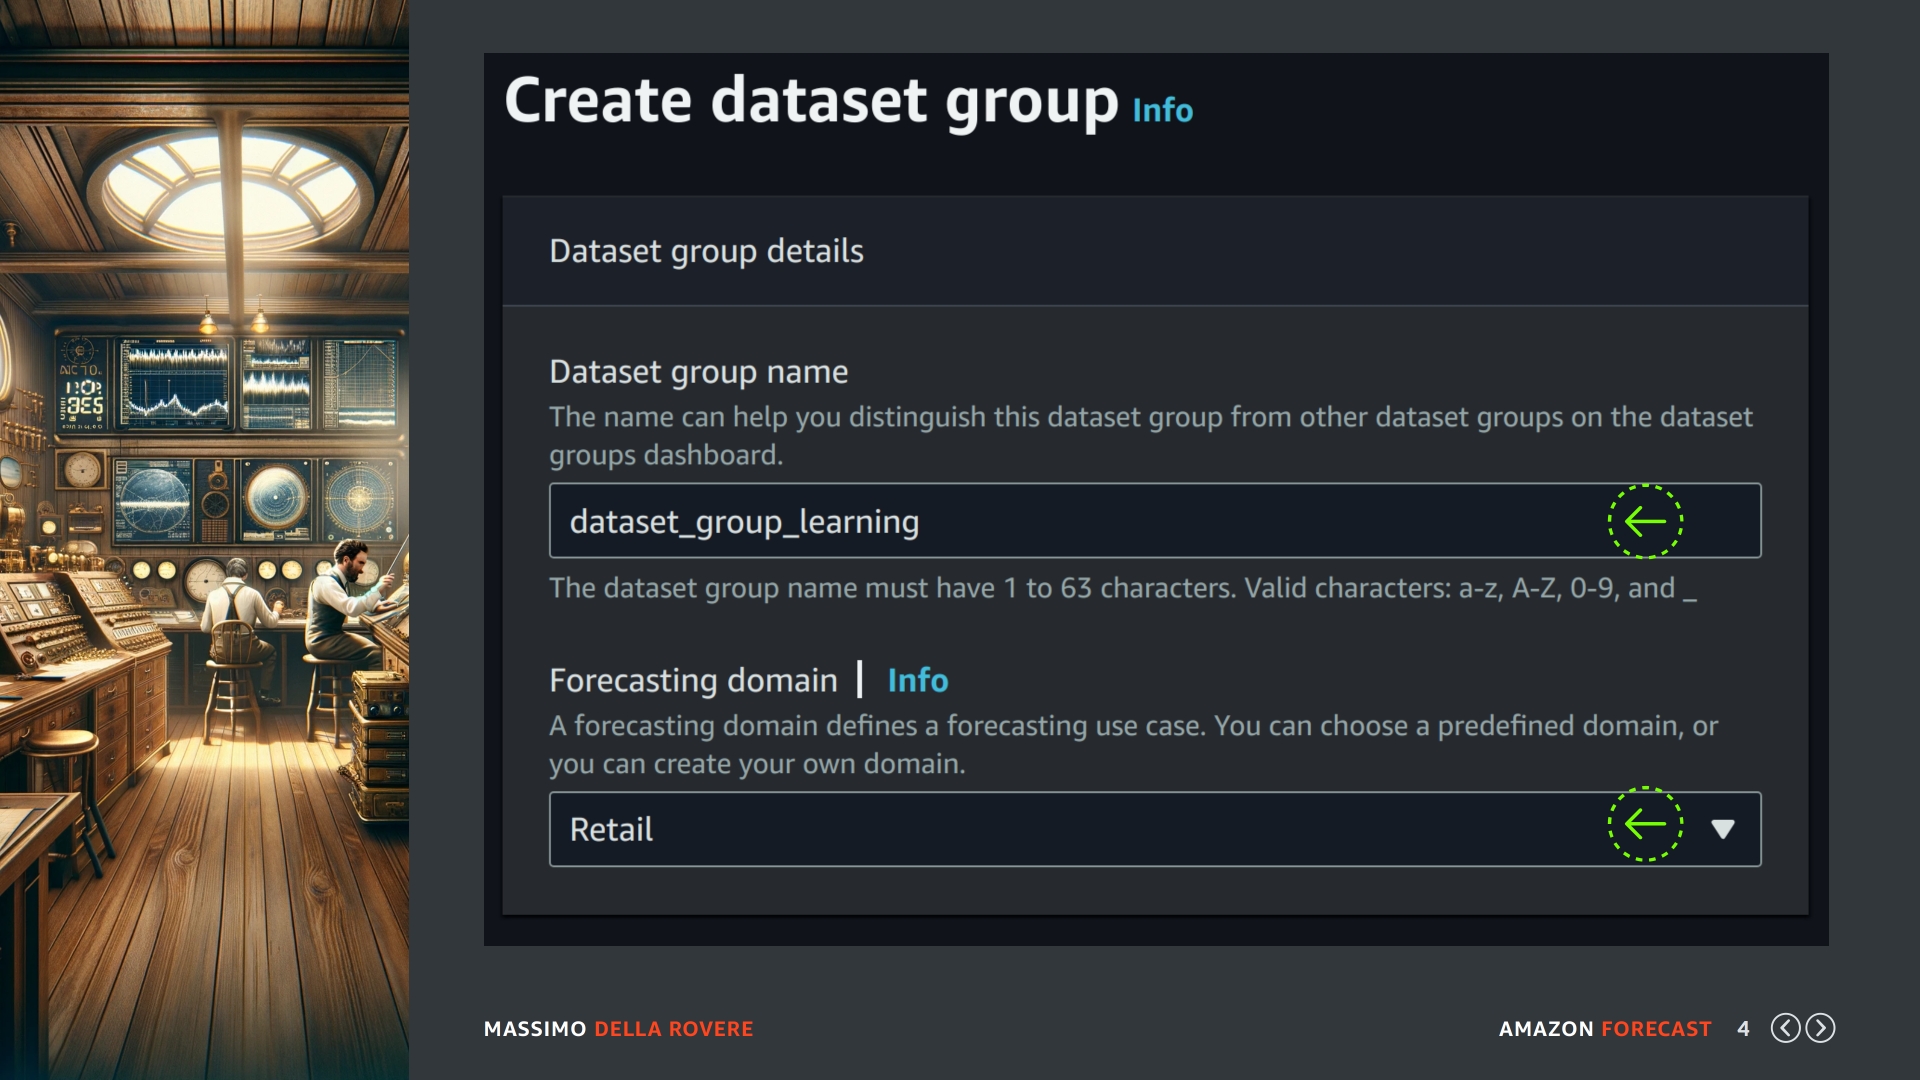 Create dataset group Info
Dataset group details
Dataset group name
The name can help you distinguish this dataset group from other dataset groups on the dataset
groups dashboard.
dataset_group_learning
The dataset group name must have 1 to 63 characters. Valid characters: a-z, A-Z, 0-9, and _
Forecasting domain | Info
A forecasting domain defines a forecasting use case. You can choose a predefined domain, or
you can create your own domain.
Retail
MASSIMO DELLA ROVERE
AMAZON FORECAST 4